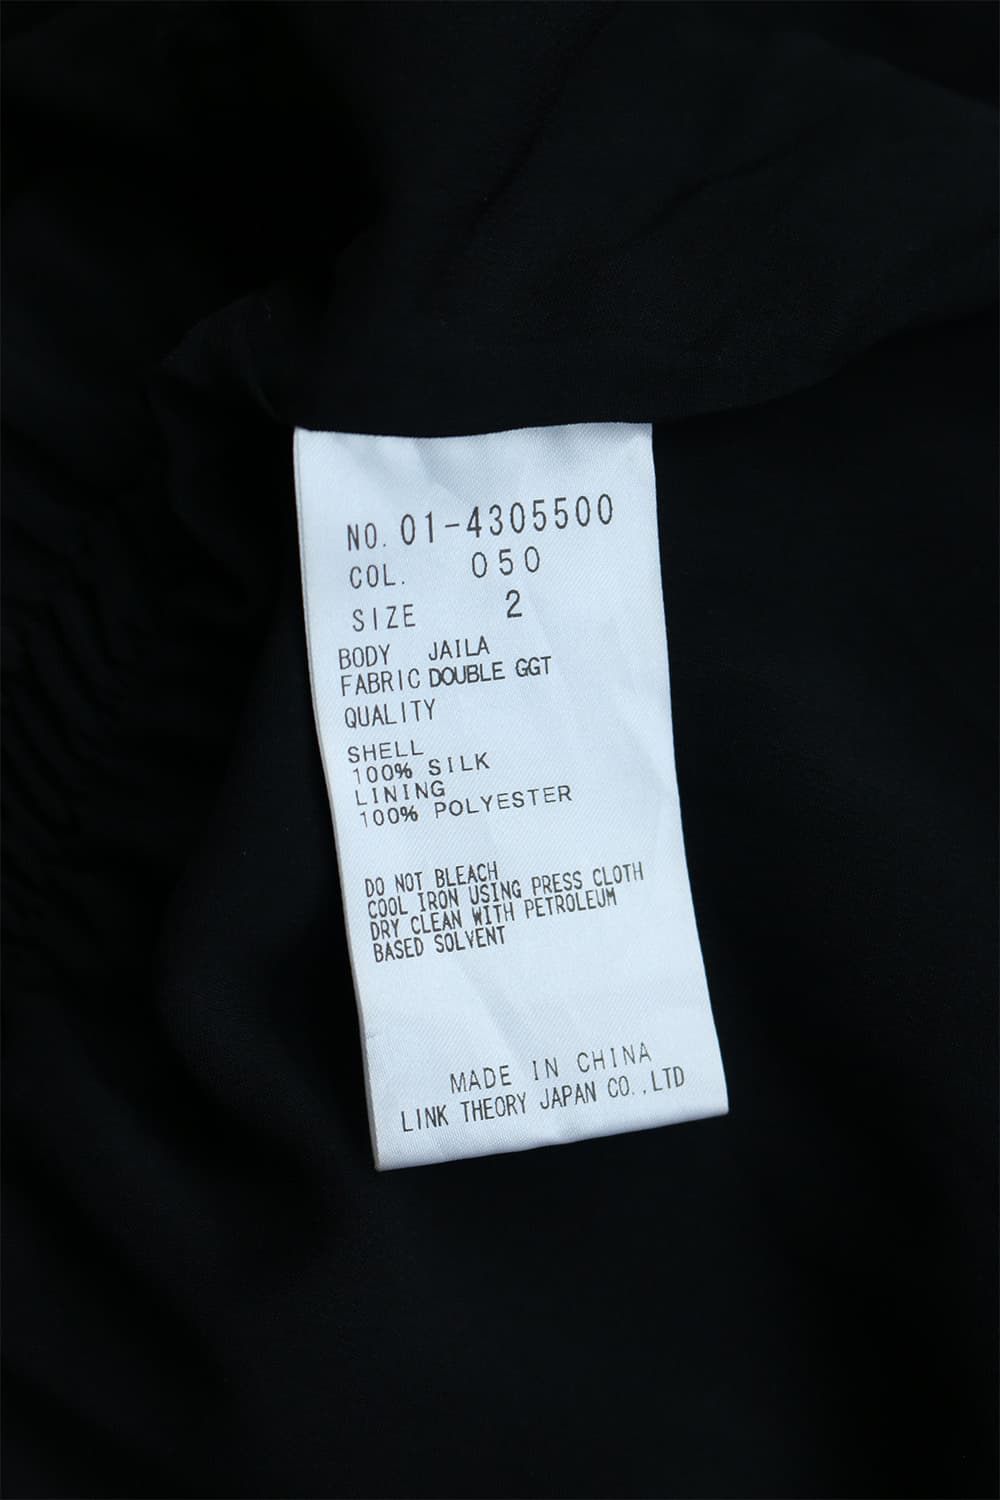 NO. 01-4305500
COL. 050
SIZE 2
BODY JAILA
FABRIC DOUBLE GGT
QUALITY
SHELL
100% SILK
LINING
100% POLYESTER
DO NOT BLEACH
COOL IRON USING PRESS CLOTH
DRY CLEAN WITH PETROLEUM
BASED SOLVENT
MADE IN CHINA
LINK THEORY JAPAN CO.,LTD